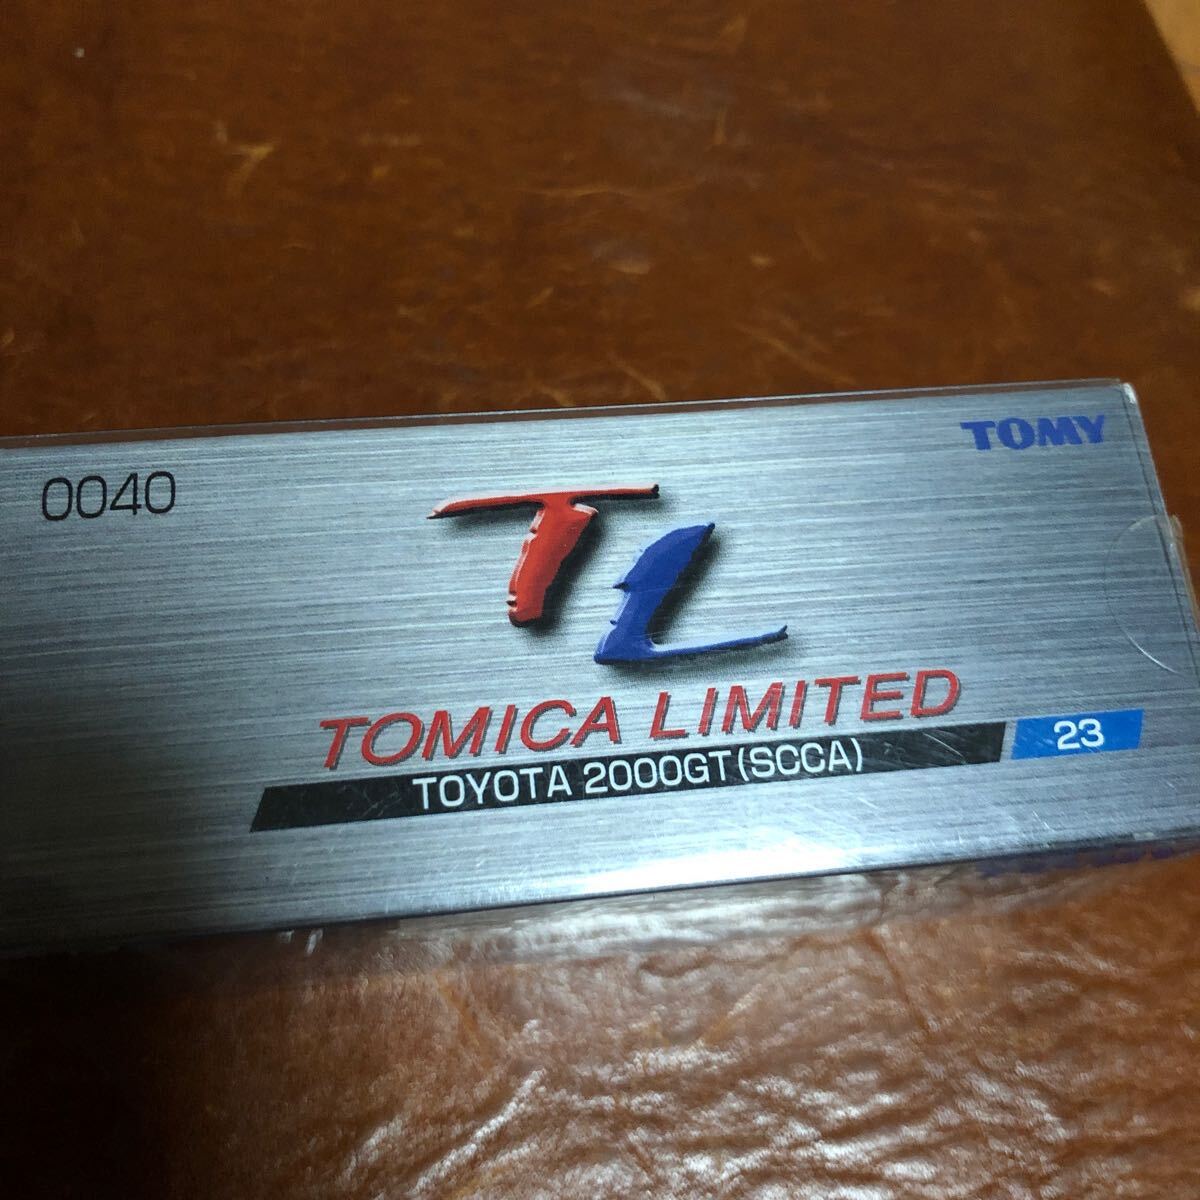 TOMY
0040
TL
TOMICA LIMITED
TOYOTA 2000GT(SCCA) 23